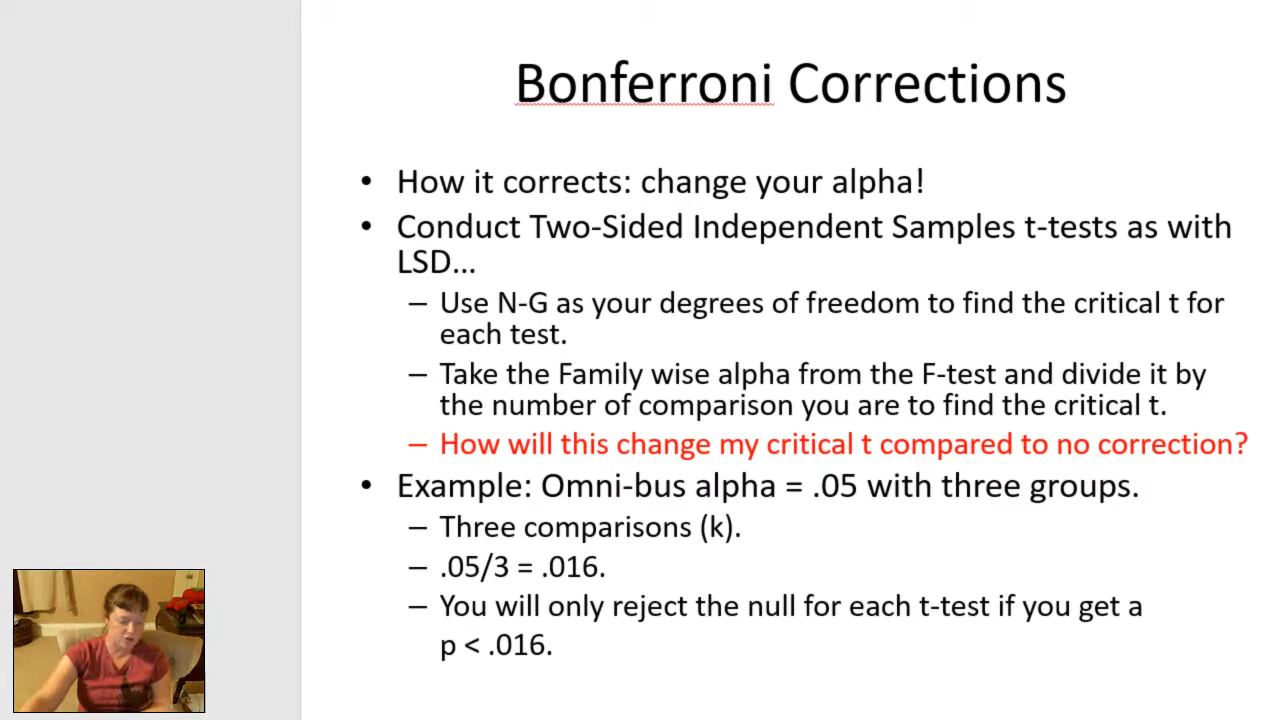 Bonferroni Corrections
• How it corrects: change your alpha!
• Conduct Two-Sided Independent Samples t-tests as with
LSD…
– Use N-G as your degrees of freedom to find the critical t for
each test.
– Take the Family wise alpha from the F-test and divide it by
the number of comparison you are to find the critical t.
– How will this change my critical t compared to no correction?
• Example: Omni-bus alpha = .05 with three groups.
– Three comparisons (k).
– .05/3 = .016.
– You will only reject the null for each t-test if you get a
p < .016.